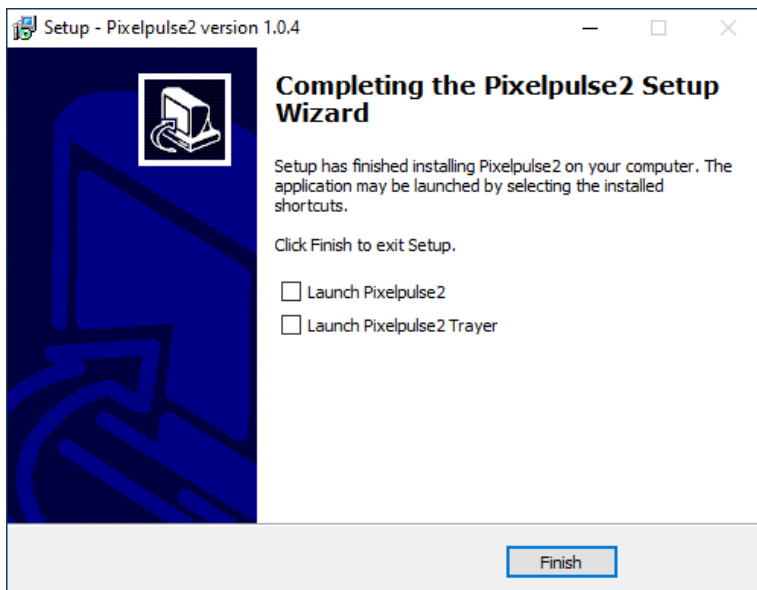 Setup - Pixelpulse2 version 1.0.4
Completing the Pixelpulse2 Setup
Wizard
Setup has finished installing Pixelpulse2 on your computer. The
application may be launched by selecting the installed
shortcuts.
Click Finish to exit Setup.
Launch Pixelpulse2
Launch Pixelpulse2 Trayer
Finish